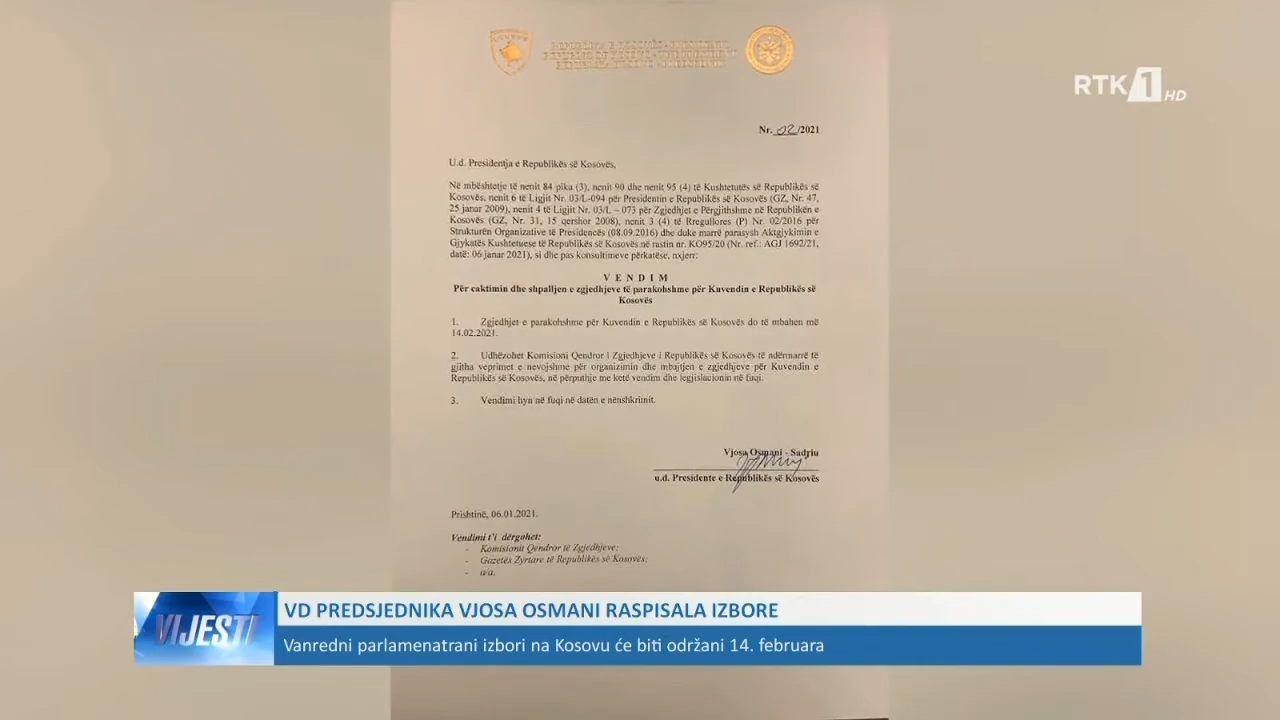 RTK 1 HD
Nr. 02/2021
U.d. Presidentja e Republikës së Kosovës,
Në mbështetje të nenit 84 pika (3), nenit 90 dhe nenit 95 (4) të Kushtetutës së Republikës së
Kosovës, nenit 6 të Ligjit Nr. 03/L-094 për Presidentin e Republikës së Kosovës (GZ, Nr. 47,
25 janar 2009), nenit 4 të Ligjit Nr. 03/L – 073 për Zgjedhjet e Përgjithshme në Republikën e
Kosovës (GZ, Nr. 31, 15 qershor 2008), nenit 3 (4) të Rregullores (P) Nr. 02/2016 për
Strukturën Organizative të Presidencës (08.09.2016) dhe duke marrë parasysh Aktgjykimin e
Gjykatës Kushtetuese të Republikës së Kosovës në rastin nr. KO95/20 (Nr. ref.: AGJ 1692/21,
datë: 06 janar 2021), si dhe pas konsultimeve përkatëse, nxjerr:
V E N D I M
Për caktimin dhe shpalljen e zgjedhjeve të parakohshme për Kuvendin e Republikës së
Kosovës
1. Zgjedhjet e parakohshme për Kuvendin e Republikës së Kosovës do të mbahen më
14.02.2021.
2. Udhëzohet Komisioni Qendror i Zgjedhjeve i Republikës së Kosovës të ndërmarrë të
gjitha veprimet e nevojshme për organizimin dhe mbajtjen e zgjedhjeve për Kuvendin e
Republikës së Kosovës, në përputhje me ketë vendim dhe legjislacionin në fuqi.
3. Vendimi hyn në fuqi në datën e nënshkrimit.
Vjosa Osmani - Sadriu
u.d. Presidente e Republikës së Kosovës
Prishtinë, 06.01.2021.
Vendimi t'i dërgohet:
- Komisionit Qendror të Zgjedhjeve;
- Gazetës Zyrtare të Republikës së Kosovës;
- a/a.
VIJESTI
VD PREDSJEDNIKA VJOSA OSMANI RASPISALA IZBORE
Vanredni parlamenatrani izbori na Kosovu će biti održani 14. februara